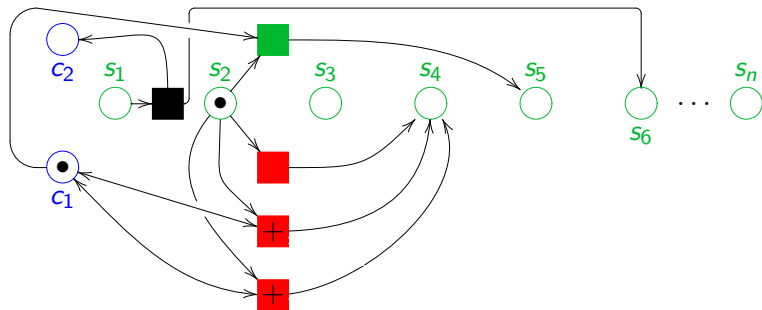 c₂ s₁ s₂ s₃ s₄ s₅ s₆ ··· sₙ
c₁
+
+